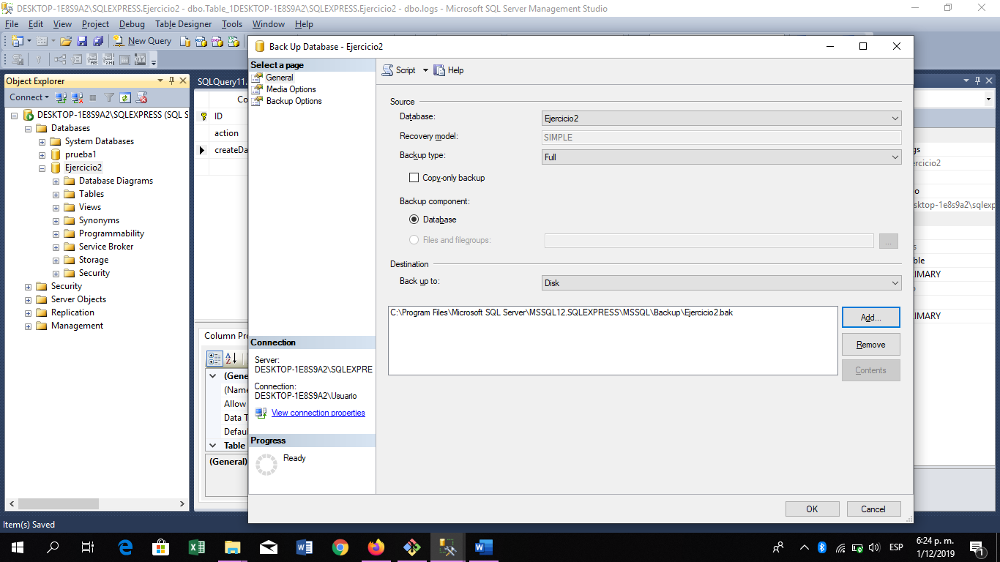 DESKTOP-1E8S9A2\SQLEXPRESS.Ejercicio2 - dbo.Table_1DESKTOP-1E8S9A2\SQLEXPRESS.Ejercicio2 - dbo.logs - Microsoft SQL Server Management Studio
File Edit View Project Debug Table Designer Tools Window Help
New Query
Object Explorer
Connect
DESKTOP-1E8S9A2\SQLEXPRESS (SQL S
Databases
System Databases
prueba1
Ejercicio2
Database Diagrams
Tables
Views
Synonyms
Programmability
Service Broker
Storage
Security
Security
Server Objects
Replication
Management
SQLQuery11.
Co
ID
action
createDa
Column Pro
(Gene
(Name
Allow
Data T
Defau
Table
(General)
Back Up Database - Ejercicio2
Select a page
General
Media Options
Backup Options
Connection
Server:
DESKTOP-1E8S9A2\SQLEXPRE
Connection:
DESKTOP-1E8S9A2\Usuario
View connection properties
Progress
Ready
Script Help
Source
Database: Ejercicio2
Recovery model: SIMPLE
Backup type: Full
Copy-only backup
Backup component:
Database
Files and filegroups:
...
Destination
Back up to: Disk
C:\Program Files\Microsoft SQL Server\MSSQL12.SQLEXPRESS\MSSQL\Backup\Ejercicio2.bak
Add...
Remove
Contents
OK Cancel
gs
ercicio2
o
sktop-1e8s9a2\sqlexp
s
ble
IMARY
IMARY
Item(s) Saved
ESP
6:24 p. m.
1/12/2019
1